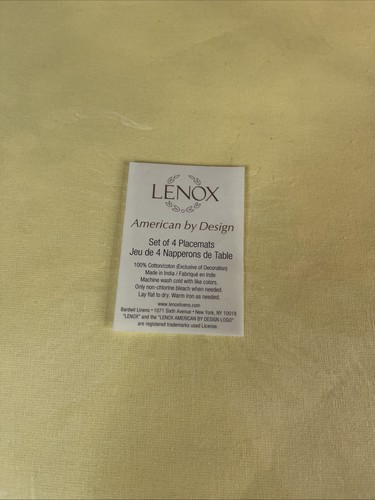 LENOX
American by Design
Set of 4 Placemats
Jeu de 4 Napperons de Table
100% Cotton/coton (Exclusive of Decoration)
Made in India / Fabriqué en Inde
Machine wash cold with like colors.
Only non-chlorine bleach when needed.
Lay flat to dry. Warm iron as needed.
www.lenoxlinens.com
Bardwil Linens • 1071 Sixth Avenue • New York, NY 10018
"LENOX" and the "LENOX AMERICAN BY DESIGN LOGO"
are registered trademarks used License.